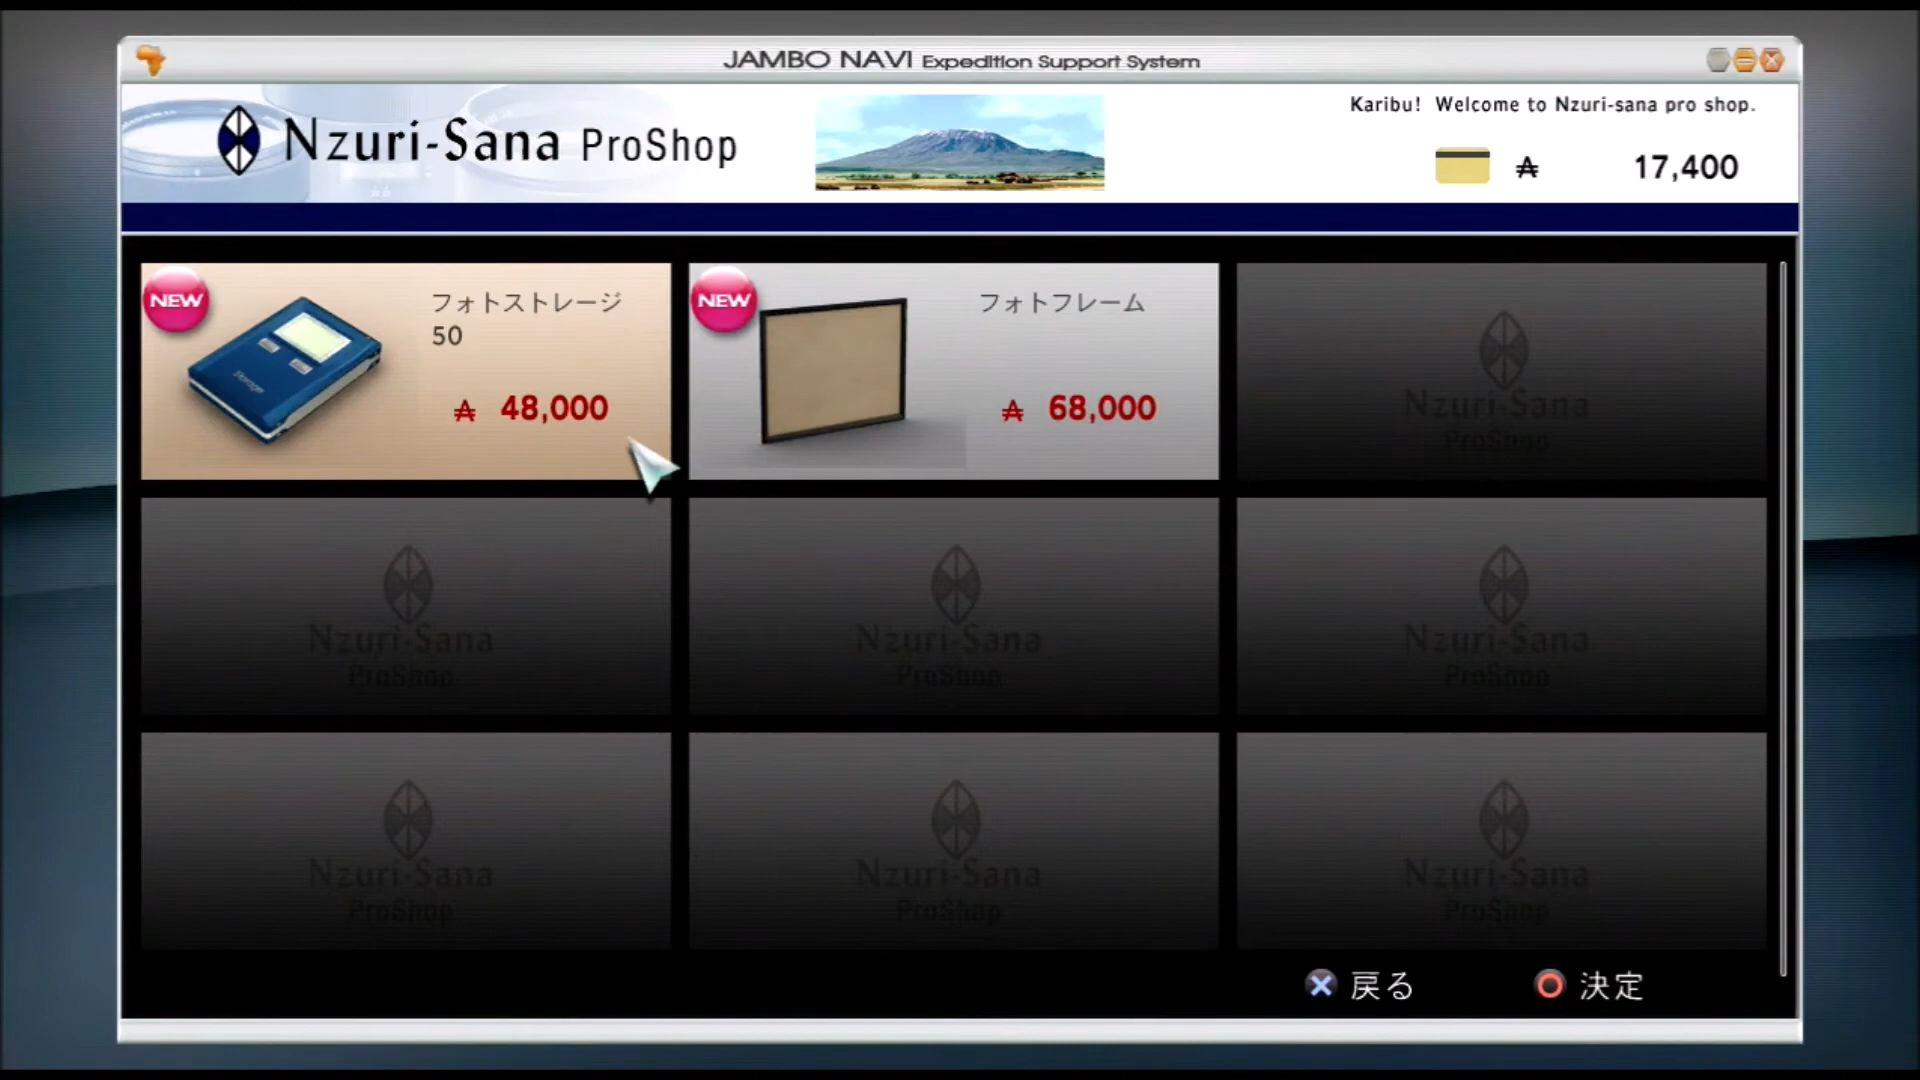 JAMBO NAVI Expedition Support System
Nzuri-Sana ProShop
Karibu! Welcome to Nzuri-sana pro shop.
₳ 17,400
NEW
フォトストレージ
50
Storage
₳ 48,000
NEW
フォトフレーム
₳ 68,000
Nzuri-Sana
ProShop
Nzuri-Sana
ProShop
Nzuri-Sana
ProShop
Nzuri-Sana
ProShop
Nzuri-Sana
ProShop
Nzuri-Sana
ProShop
Nzuri-Sana
ProShop
戻る
決定